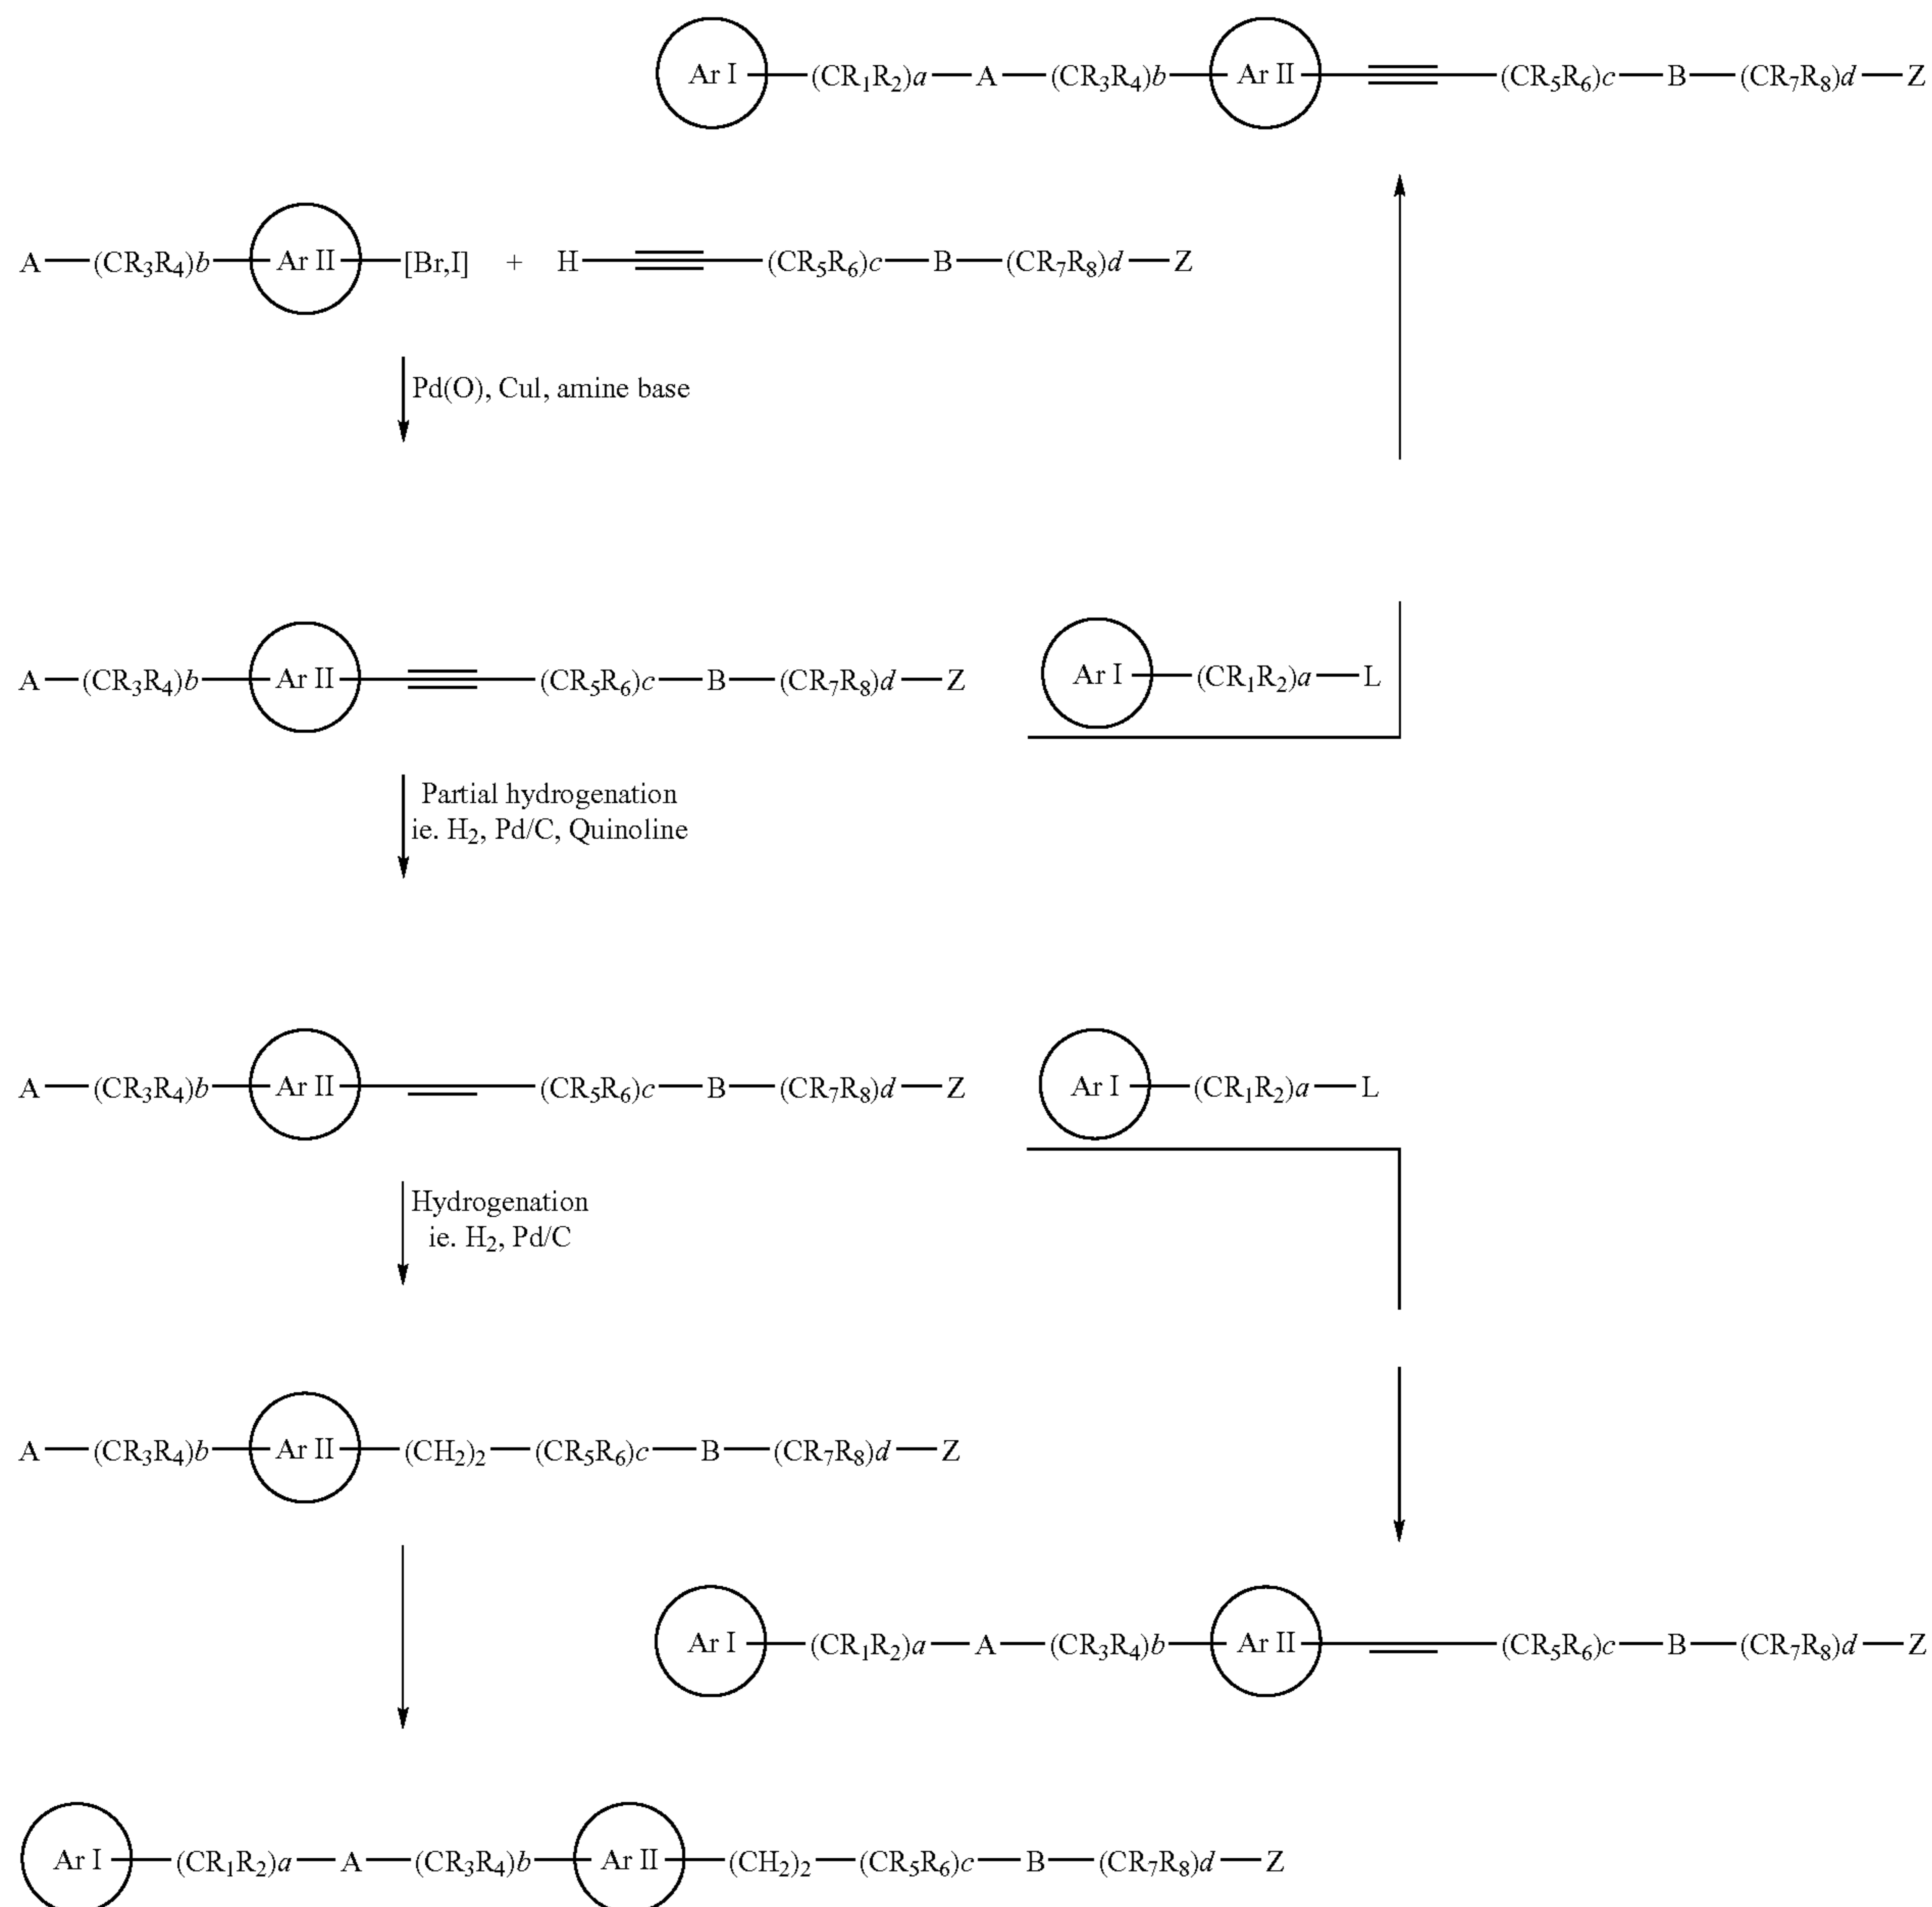 Ar I—(CR₁R₂)a—A—(CR₃R₄)b—Ar II—≡—(CR₅R₆)c—B—(CR₇R₈)d—Z
A—(CR₃R₄)b—Ar II—[Br,I] + H—≡—(CR₅R₆)c—B—(CR₇R₈)d—Z
Pd(O), CuI, amine base
A—(CR₃R₄)b—Ar II—≡—(CR₅R₆)c—B—(CR₇R₈)d—Z Ar I—(CR₁R₂)a—L
Partial hydrogenation
ie. H₂, Pd/C, Quinoline
A—(CR₃R₄)b—Ar II—=—(CR₅R₆)c—B—(CR₇R₈)d—Z Ar I—(CR₁R₂)a—L
Hydrogenation
ie. H₂, Pd/C
A—(CR₃R₄)b—Ar II—(CH₂)₂—(CR₅R₆)c—B—(CR₇R₈)d—Z
Ar I—(CR₁R₂)a—A—(CR₃R₄)b—Ar II—=—(CR₅R₆)c—B—(CR₇R₈)d—Z
Ar I—(CR₁R₂)a—A—(CR₃R₄)b—Ar II—(CH₂)₂—(CR₅R₆)c—B—(CR₇R₈)d—Z